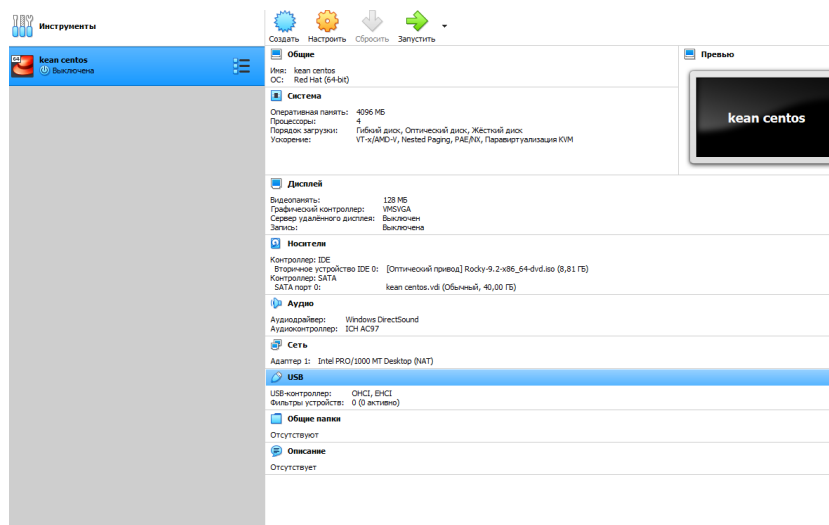 Инструменты
Создать Настроить Сбросить Запустить
64
kean centos
Выключена
Общие
Имя: kean centos
ОС: Red Hat (64-bit)
Превью
kean centos
Система
Оперативная память: 4096 МБ
Процессоры: 4
Порядок загрузки: Гибкий диск, Оптический диск, Жёсткий диск
Ускорение: VT-x/AMD-V, Nested Paging, PAE/NX, Паравиртуализация KVM
Дисплей
Видеопамять: 128 МБ
Графический контроллер: VMSVGA
Сервер удалённого дисплея: Выключен
Запись: Выключена
Носители
Контроллер: IDE
Вторичное устройство IDE 0: [Оптический привод] Rocky-9.2-x86_64-dvd.iso (8,81 ГБ)
Контроллер: SATA
SATA порт 0: kean centos.vdi (Обычный, 40,00 ГБ)
Аудио
Аудиодрайвер: Windows DirectSound
Аудиоконтроллер: ICH AC97
Сеть
Адаптер 1: Intel PRO/1000 MT Desktop (NAT)
USB
USB-контроллер: OHCI, EHCI
Фильтры устройств: 0 (0 активно)
Общие папки
Отсутствуют
Описание
Отсутствует